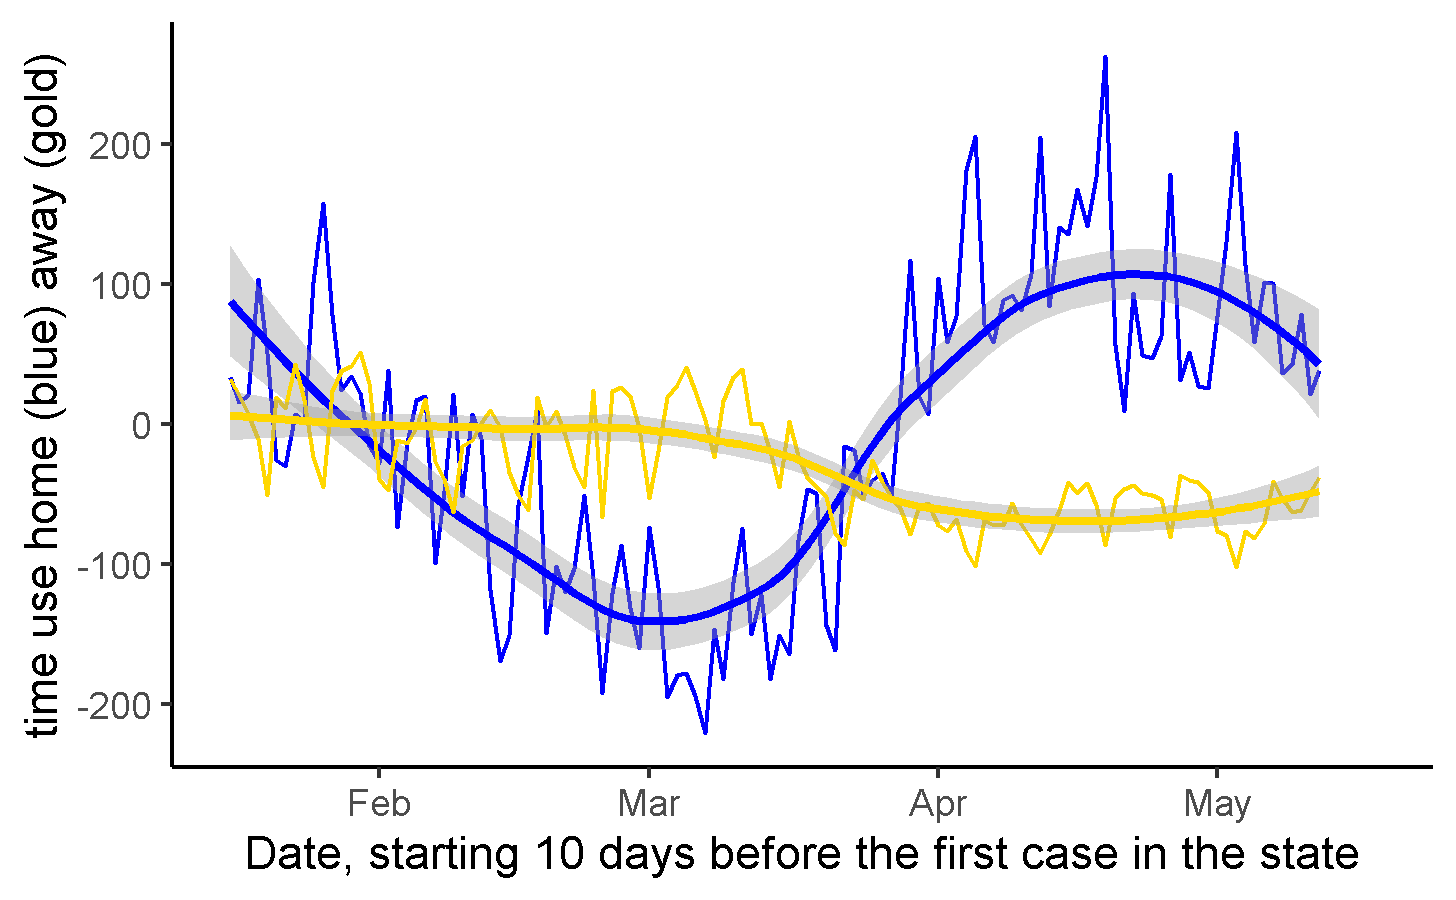 time use home (blue) away (gold)
200
100
0
-100
-200
Feb
Mar
Apr
May
Date, starting 10 days before the first case in the state